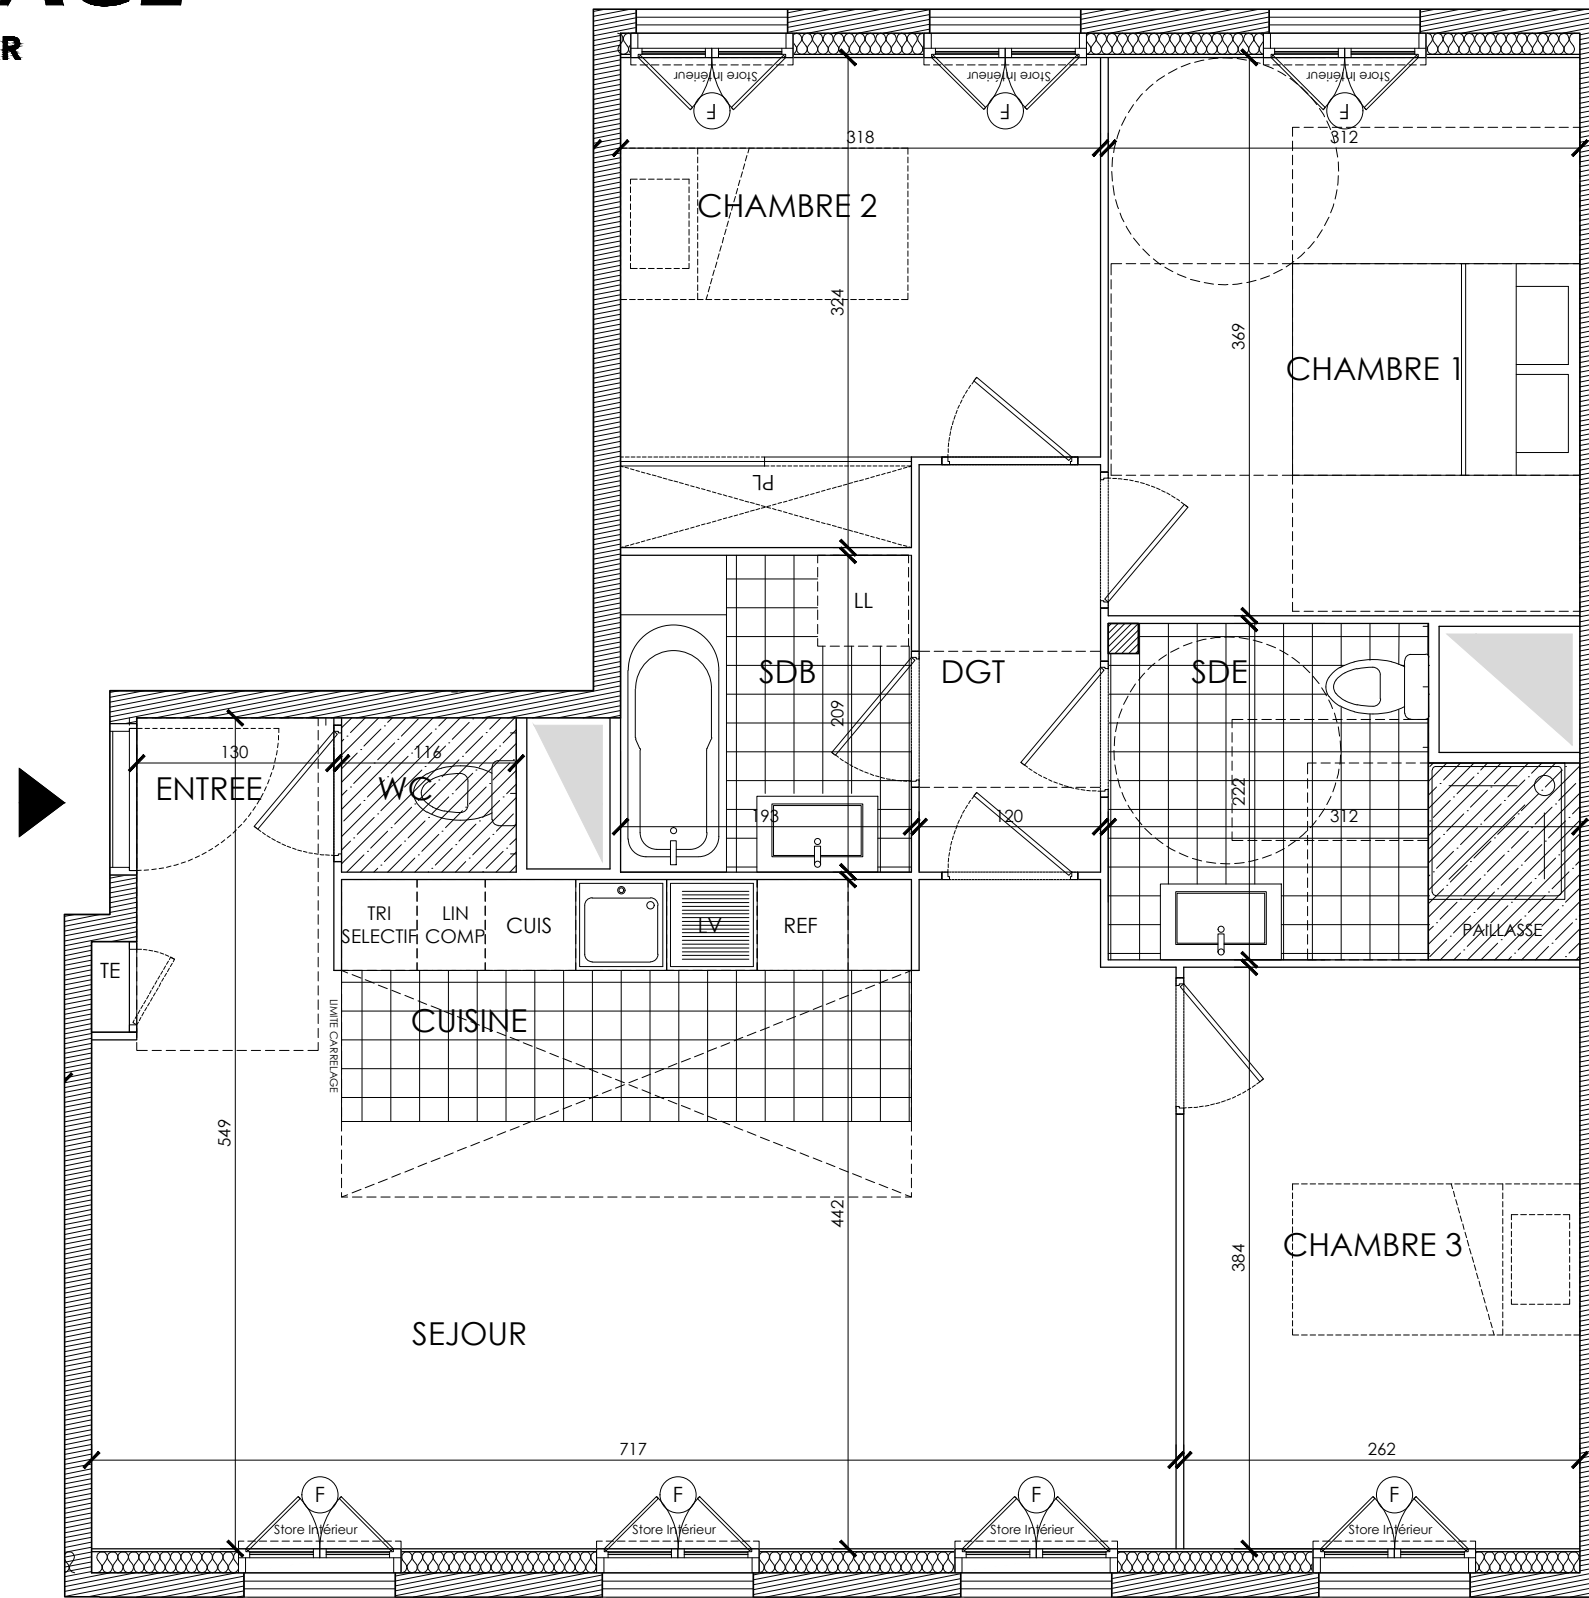 R
Store Intérieur
Store Intérieur
Store Intérieur
F
F
F
318
312
CHAMBRE 2
324
369
CHAMBRE 1
PL
LL
SDB
DGT
SDE
209
130
116
ENTREE
WC
222
193
120
312
TRI
SELECTIF
LIN
COMP
CUIS
LV
REF
PAILLASSE
TE
CUISINE
LIMITE CARRELAGE
549
442
384
CHAMBRE 3
SEJOUR
717
262
F
F
F
F
Store Intérieur
Store Intérieur
Store Intérieur
Store Intérieur